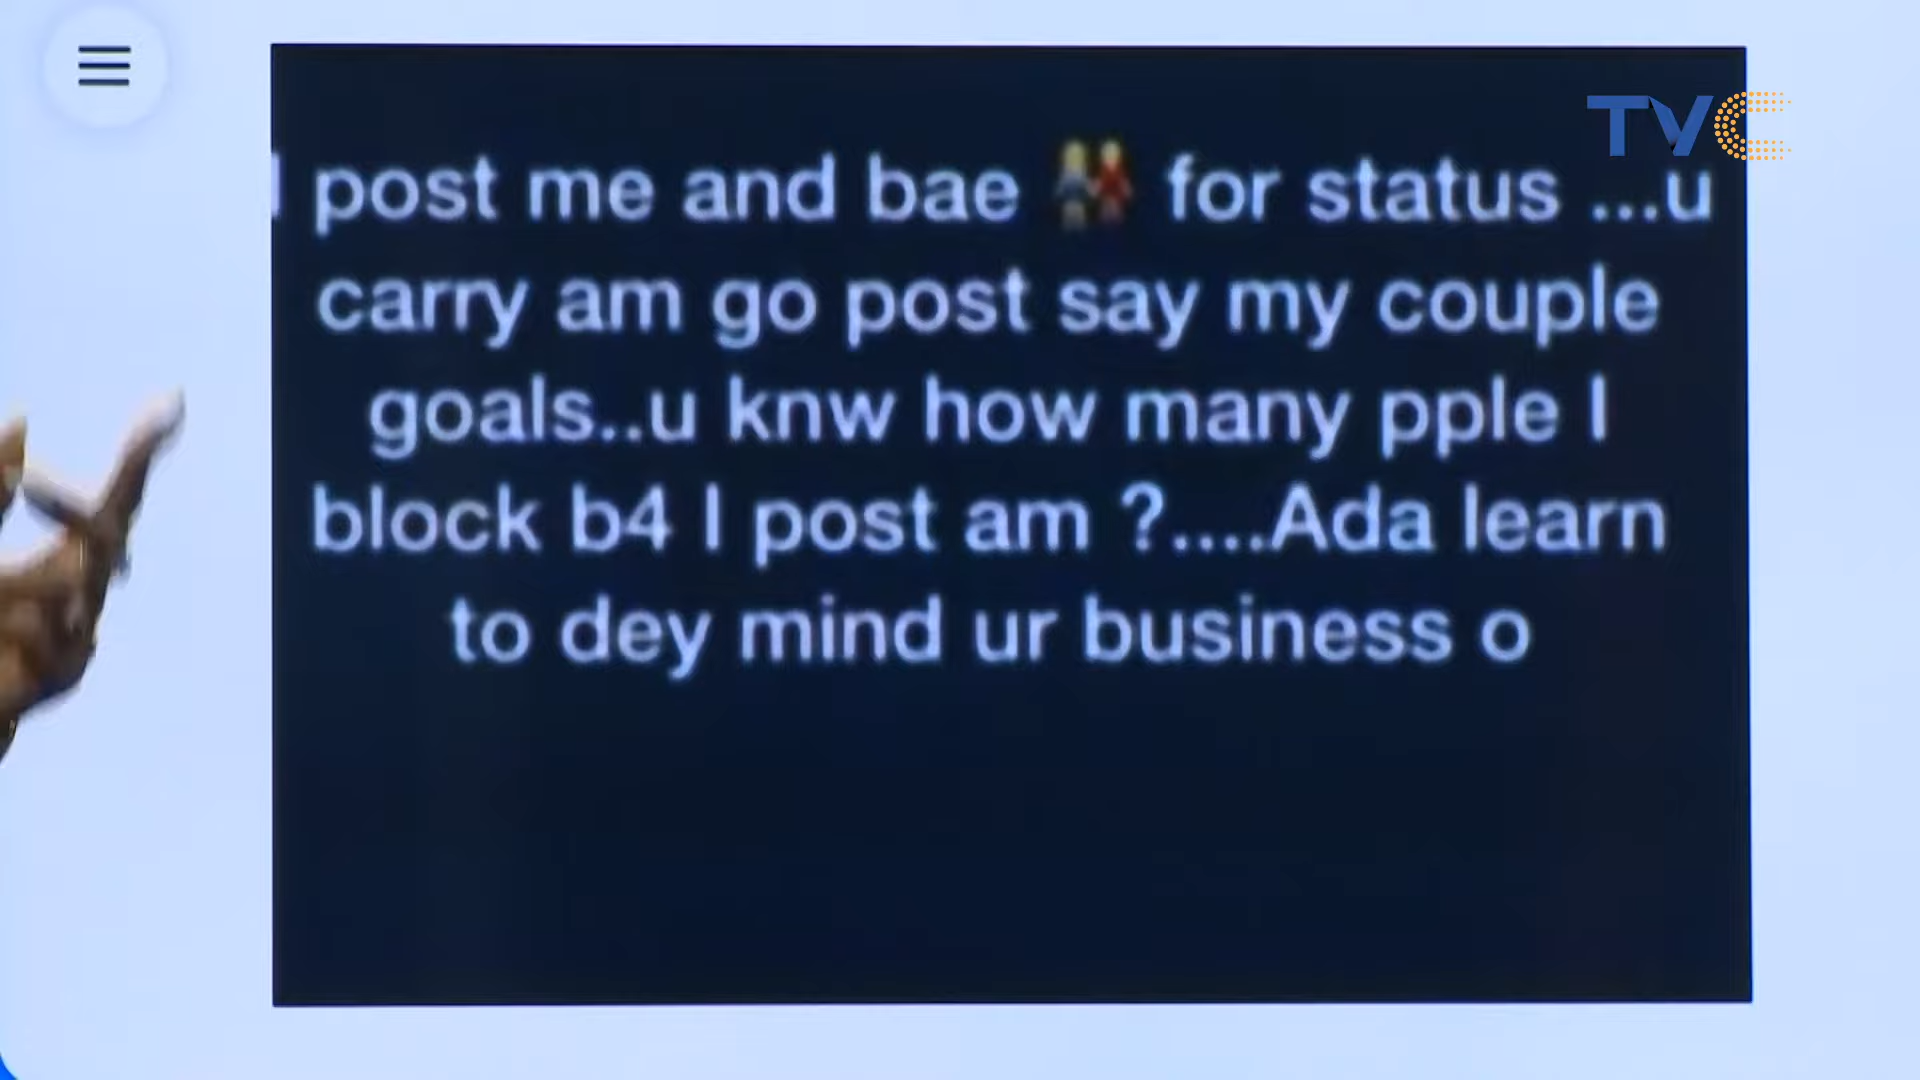 TVC
I post me and bae 👫 for status ...u
carry am go post say my couple
goals..u knw how many pple I
block b4 I post am ?....Ada learn
to dey mind ur business o